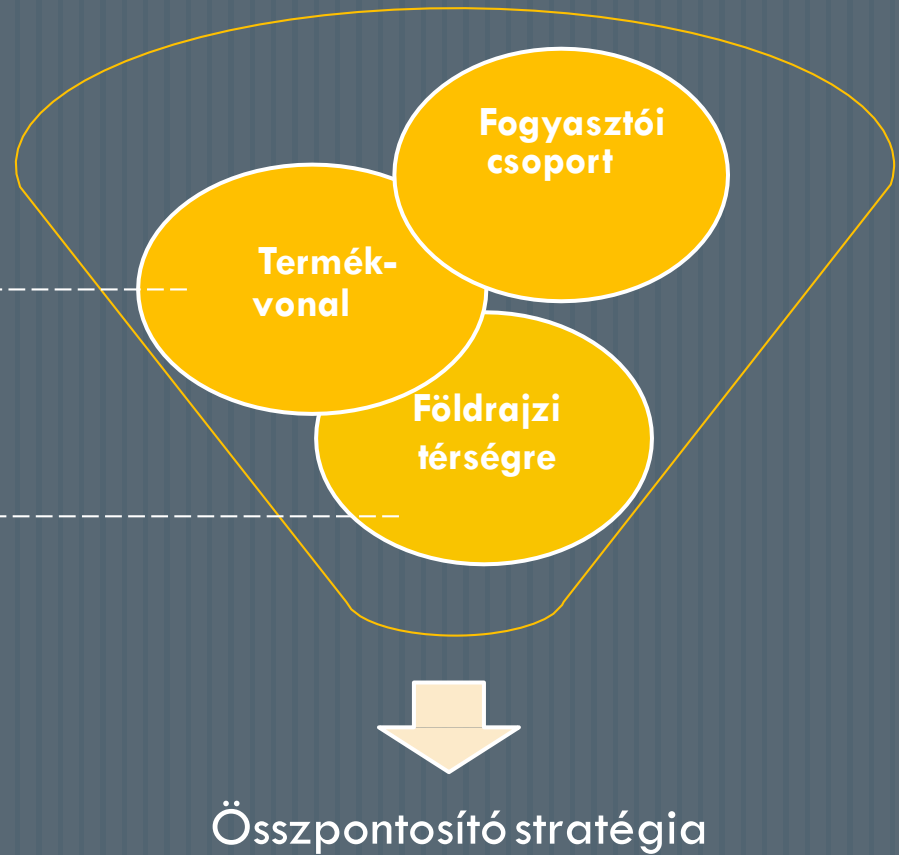 Fogyasztói
csoport
Termék-
vonal
Földrajzi
térségre
Összpontosító stratégia